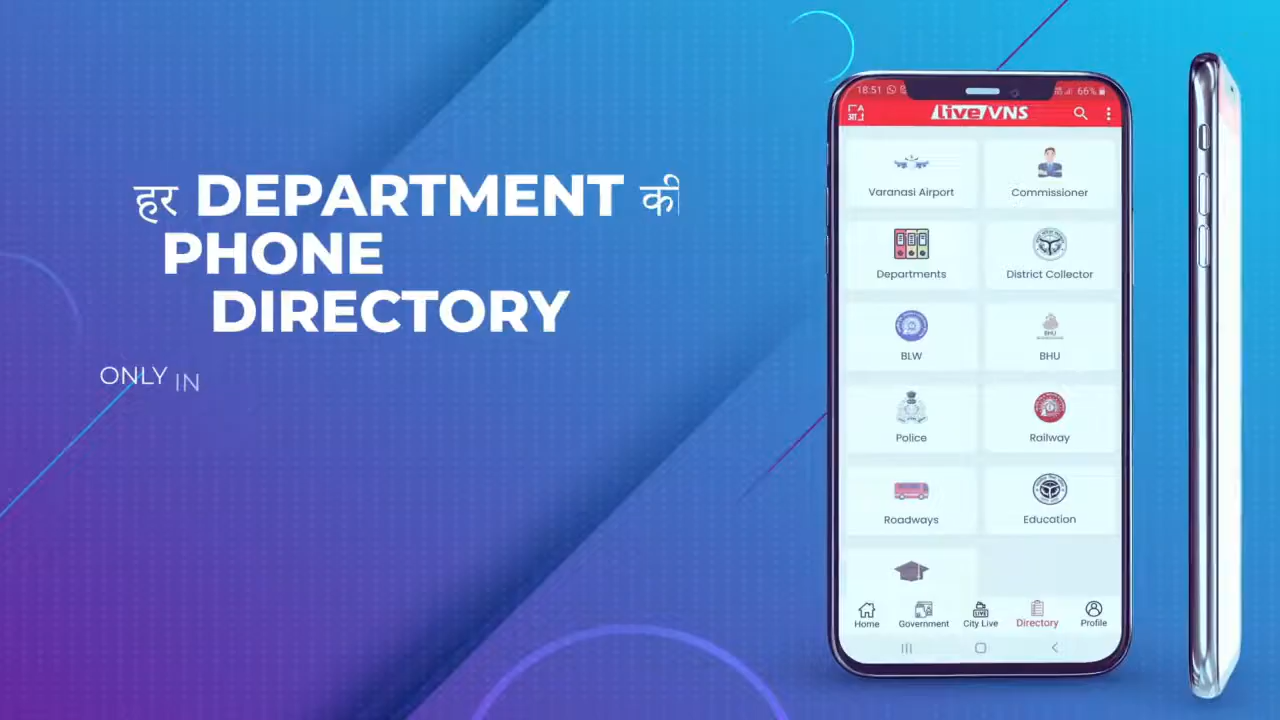 हर DEPARTMENT की
PHONE
DIRECTORY
ONLY IN
18:51
66%
Live VNS
Varanasi Airport
Commissioner
Departments
District Collector
BLW
BHU
BHU
Police
Railway
Roadways
Education
Home
Government
City Live
Directory
Profile